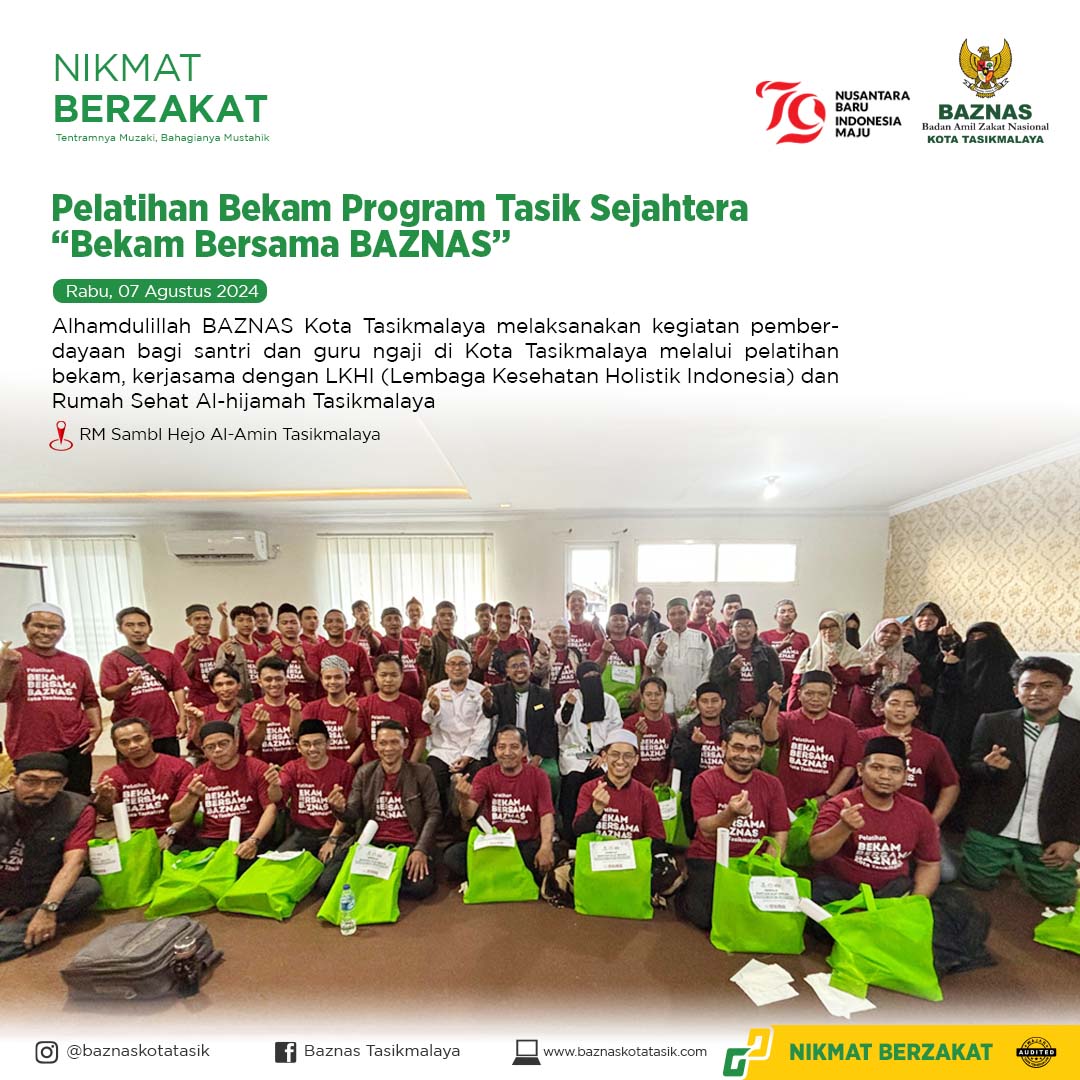 NIKMAT
BERZAKAT
Tentramnya Muzaki, Bahagianya Mustahik
79
NUSANTARA
BARU
INDONESIA
MAJU
BAZNAS
Badan Amil Zakat Nasional
KOTA TASIKMALAYA
Pelatihan Bekam Program Tasik Sejahtera
“Bekam Bersama BAZNAS”
Rabu, 07 Agustus 2024
Alhamdulillah BAZNAS Kota Tasikmalaya melaksanakan kegiatan pember-
dayaan bagi santri dan guru ngaji di Kota Tasikmalaya melalui pelatihan
bekam, kerjasama dengan LKHI (Lembaga Kesehatan Holistik Indonesia) dan
Rumah Sehat Al-hijamah Tasikmalaya
RM Sambl Hejo Al-Amin Tasikmalaya
Pelatihan
BEKAM
BERSAMA
BAZNAS
Kota Tasikmalaya
@baznaskotatasik
Baznas Tasikmalaya
www.baznaskotatasik.com
NIKMAT BERZAKAT
AUDITED